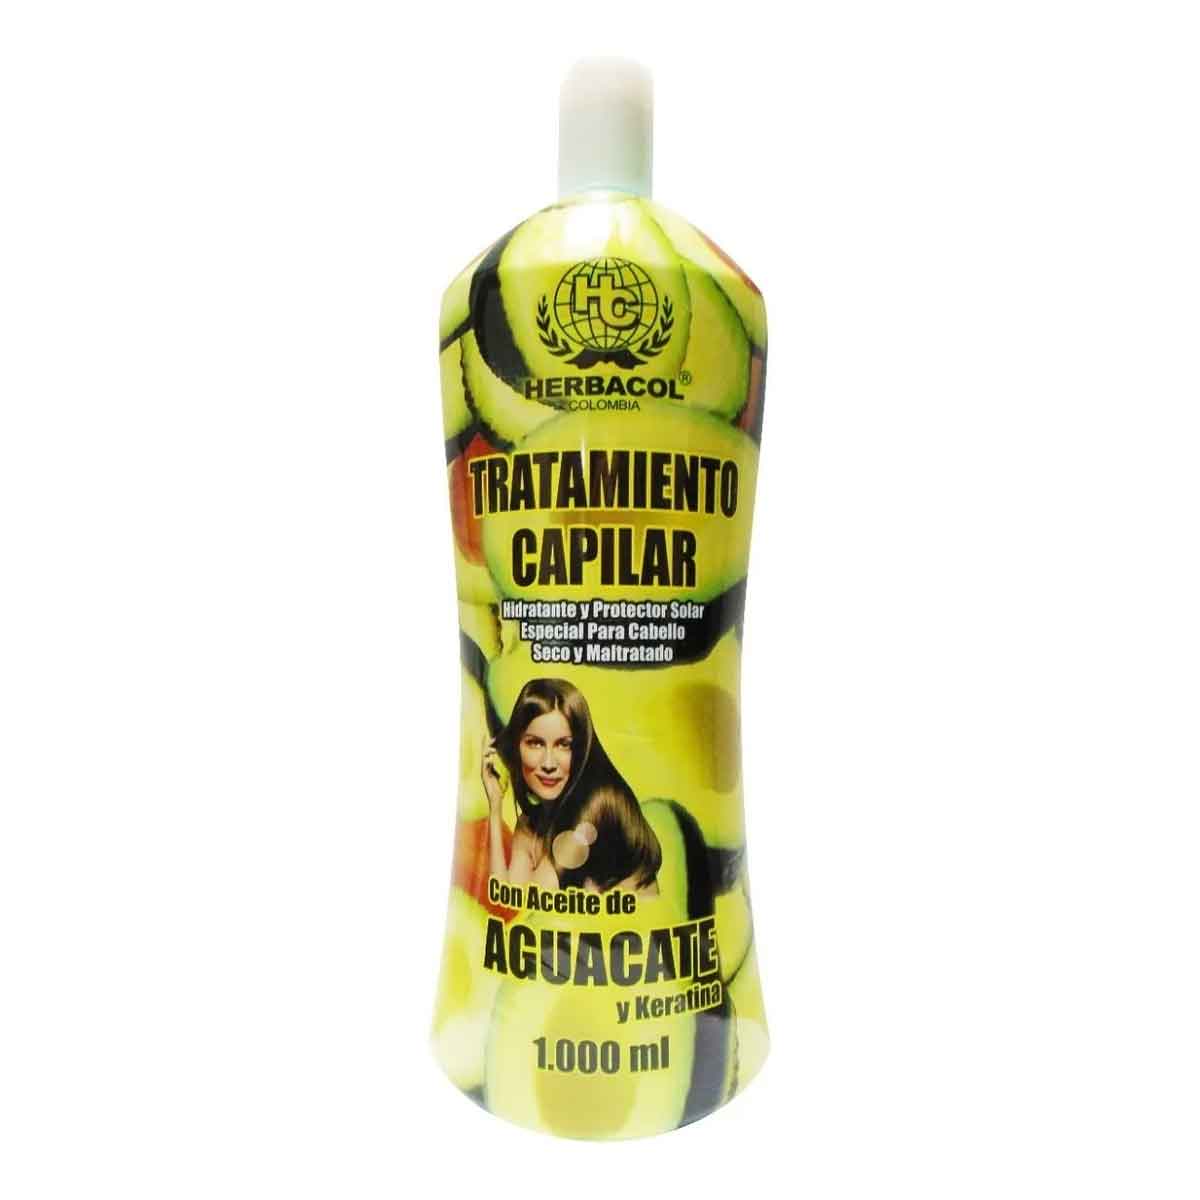 HC
HERBACOL®
COLOMBIA
TRATAMIENTO
CAPILAR
Hidratante y Protector Solar
Especial Para Cabello
Seco y Maltratado
Con Aceite de
AGUACATE
y Keratina
1.000 ml